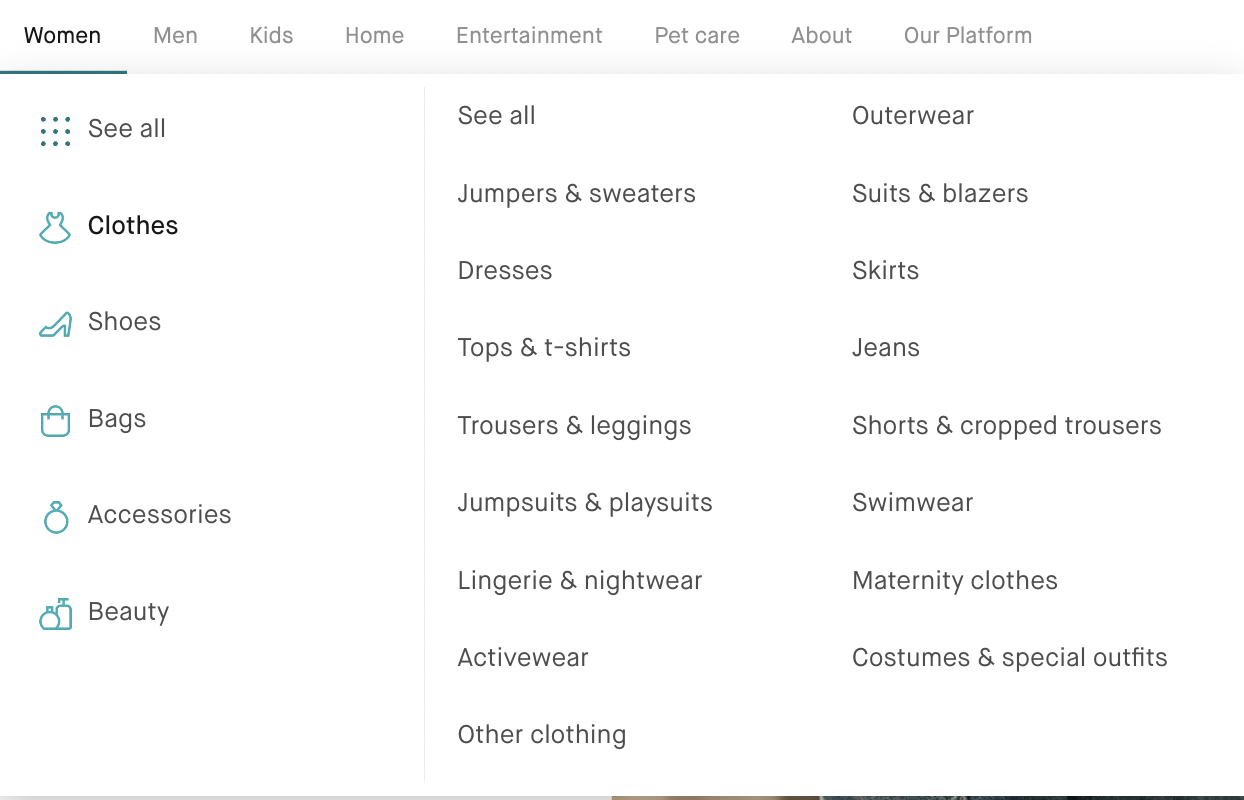 Women Men Kids Home Entertainment Pet care About Our Platform
See all
Clothes
Shoes
Bags
Accessories
Beauty
See all
Jumpers & sweaters
Dresses
Tops & t-shirts
Trousers & leggings
Jumpsuits & playsuits
Lingerie & nightwear
Activewear
Other clothing
Outerwear
Suits & blazers
Skirts
Jeans
Shorts & cropped trousers
Swimwear
Maternity clothes
Costumes & special outfits